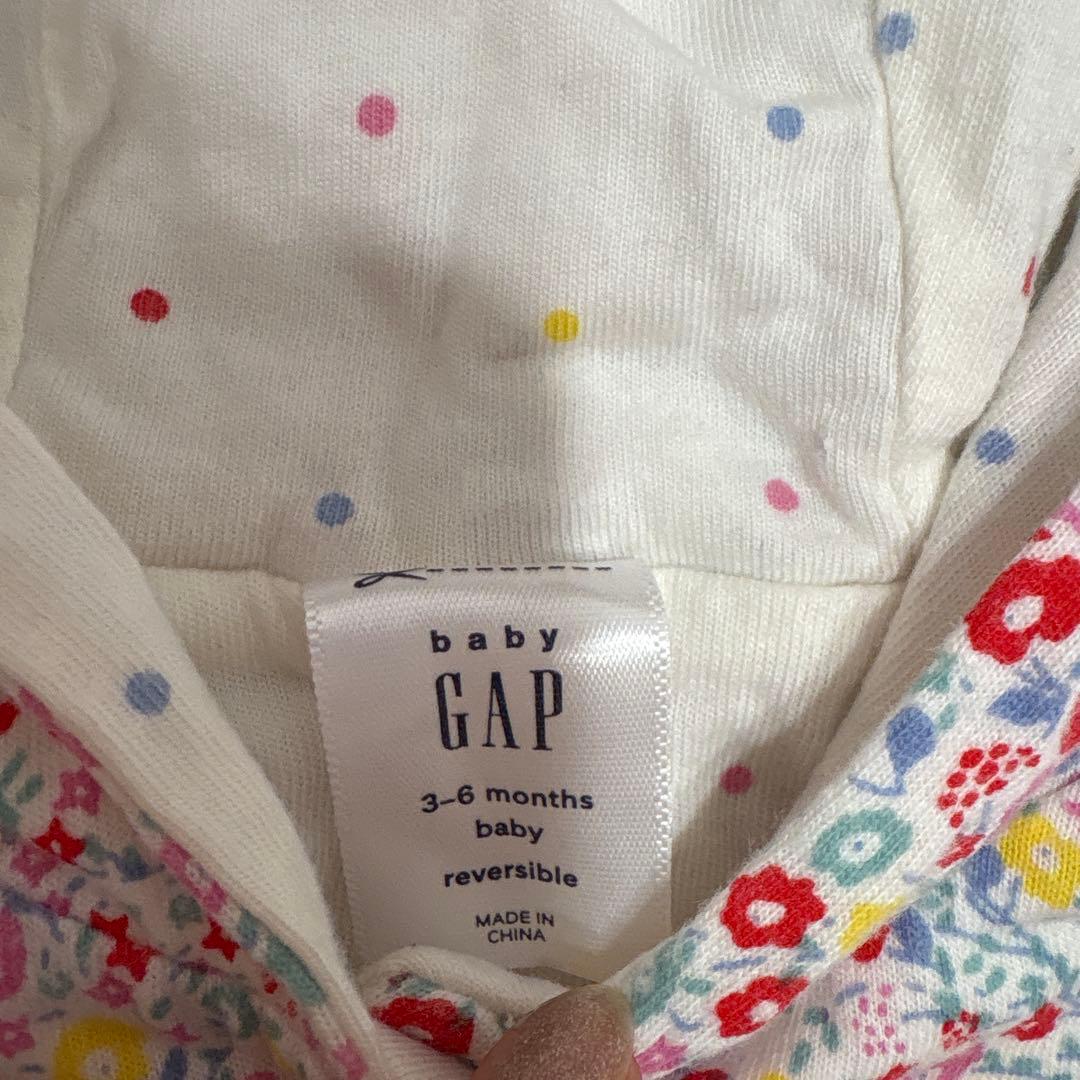 baby
GAP
3–6 months
baby
reversible
MADE IN
CHINA